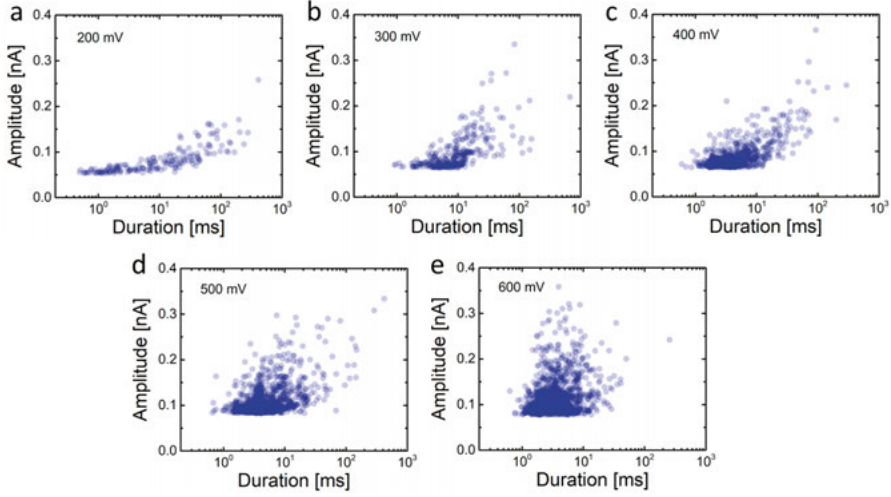 a
200 mV
Amplitude [nA]
0.4
0.3
0.2
0.1
0.0
10⁰ 10¹ 10² 10³
Duration [ms]
b
300 mV
Amplitude [nA]
0.4
0.3
0.2
0.1
0.0
10⁰ 10¹ 10² 10³
Duration [ms]
c
400 mV
Amplitude [nA]
0.4
0.3
0.2
0.1
0.0
10⁰ 10¹ 10² 10³
Duration [ms]
d
500 mV
Amplitude [nA]
0.4
0.3
0.2
0.1
0.0
10⁰ 10¹ 10² 10³
Duration [ms]
e
600 mV
Amplitude [nA]
0.4
0.3
0.2
0.1
0.0
10⁰ 10¹ 10² 10³
Duration [ms]